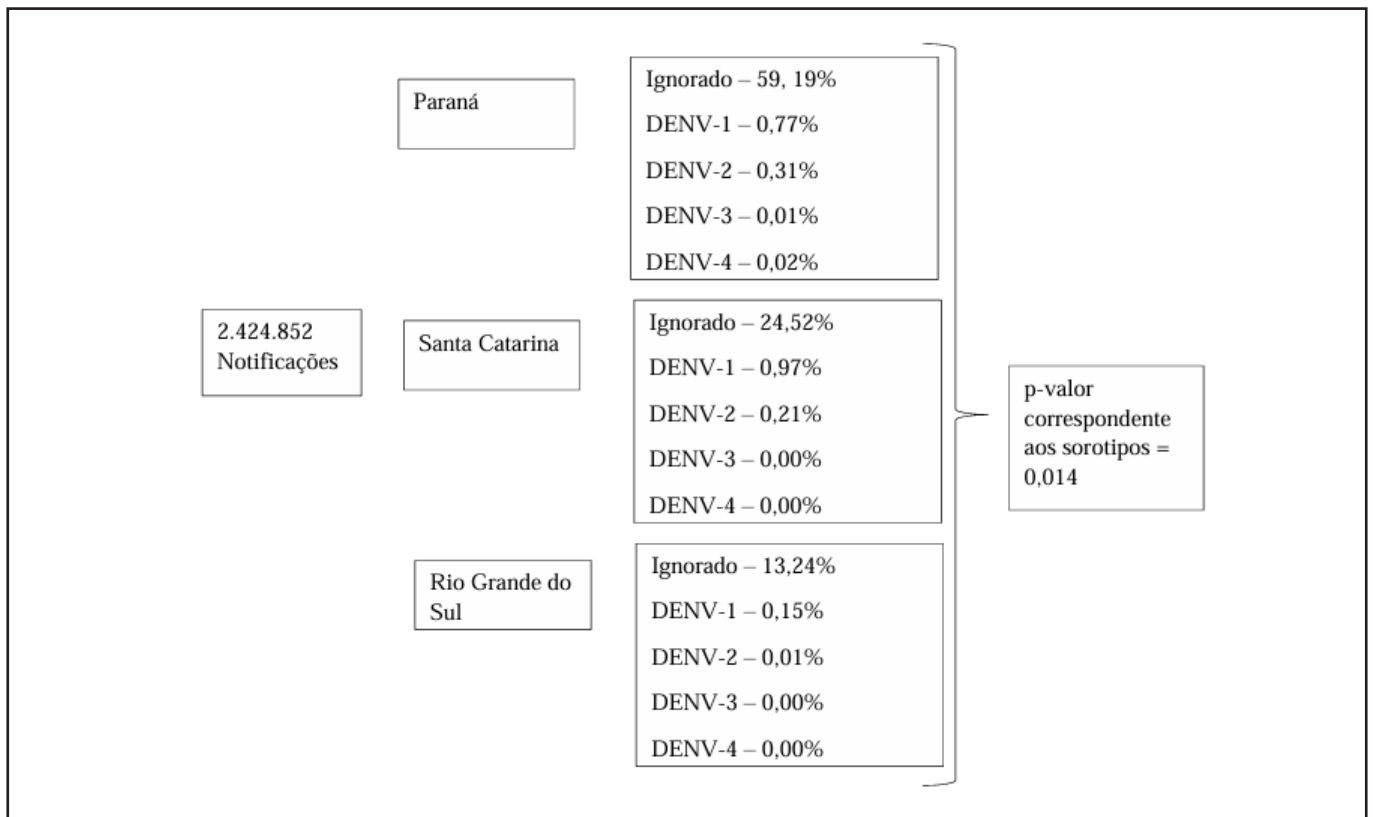 2.424.852
Notificações
Paraná
Ignorado – 59, 19%
DENV-1 – 0,77%
DENV-2 – 0,31%
DENV-3 – 0,01%
DENV-4 – 0,02%
Santa Catarina
Ignorado – 24,52%
DENV-1 – 0,97%
DENV-2 – 0,21%
DENV-3 – 0,00%
DENV-4 – 0,00%
Rio Grande do
Sul
Ignorado – 13,24%
DENV-1 – 0,15%
DENV-2 – 0,01%
DENV-3 – 0,00%
DENV-4 – 0,00%
p-valor
correspondente
aos sorotipos =
0,014